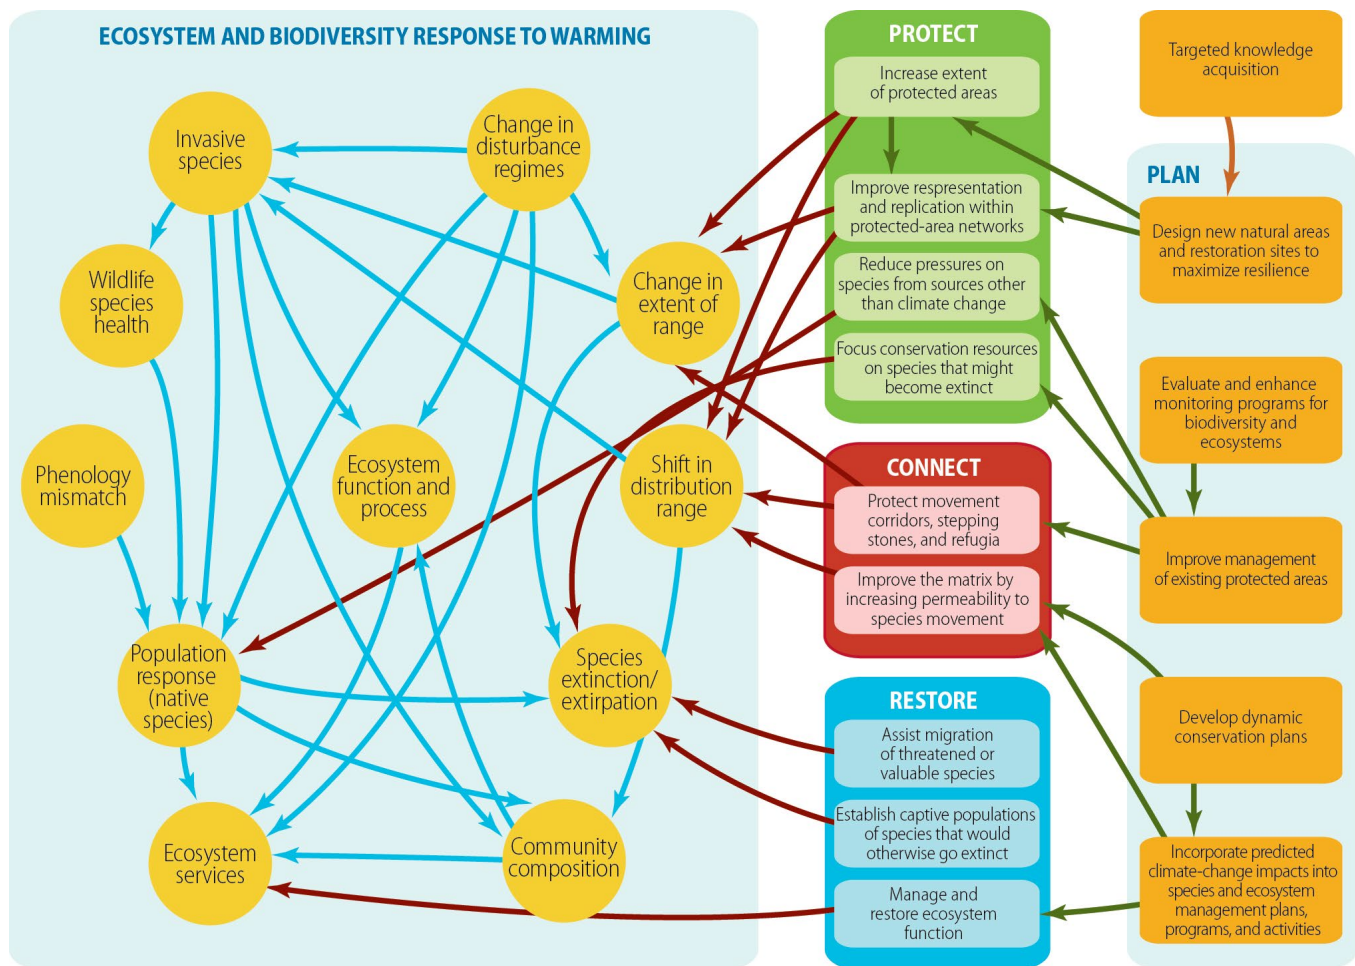 ECOSYSTEM AND BIODIVERSITY RESPONSE TO WARMING
Invasive
species
Change in
disturbance
regimes
Wildlife
species
health
Change in
extent of
range
Phenology
mismatch
Ecosystem
function and
process
Shift in
distribution
range
Population
response
(native
species)
Species
extinction/
extirpation
Ecosystem
services
Community
composition
PROTECT
Increase extent
of protected areas
Improve respresentation
and replication within
protected-area networks
Reduce pressures on
species from sources other
than climate change
Focus conservation resources
on species that might
become extinct
CONNECT
Protect movement
corridors, stepping
stones, and refugia
Improve the matrix by
increasing permeability to
species movement
RESTORE
Assist migration
of threatened or
valuable species
Establish captive populations
of species that would
otherwise go extinct
Manage and
restore ecosystem
function
Targeted knowledge
acquisition
PLAN
Design new natural areas
and restoration sites to
maximize resilience
Evaluate and enhance
monitoring programs for
biodiversity and
ecosystems
Improve management
of existing protected areas
Develop dynamic
conservation plans
Incorporate predicted
climate-change impacts into
species and ecosystem
management plans,
programs, and activities